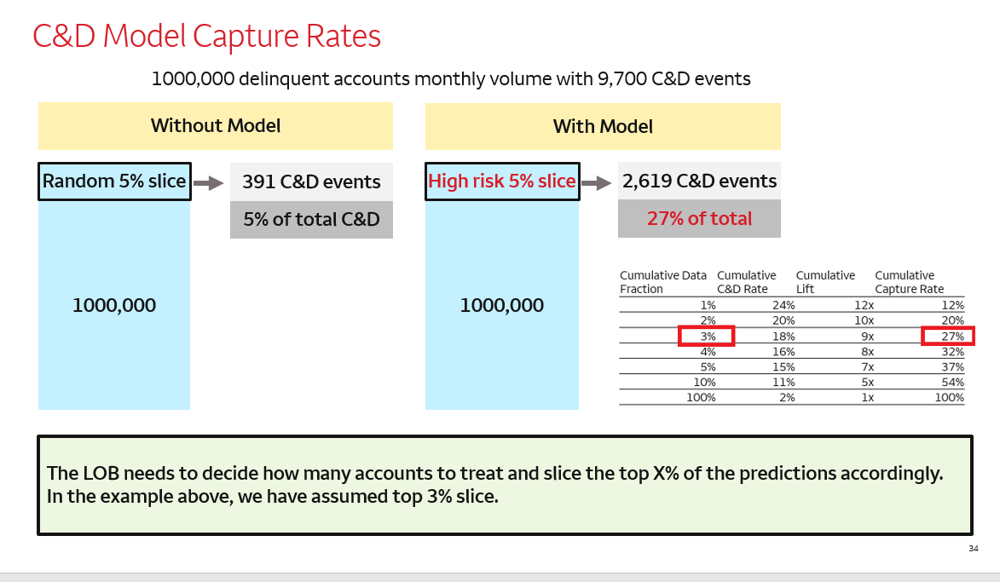 C&D Model Capture Rates
1000,000 delinquent accounts monthly volume with 9,700 C&D events
Without Model
With Model
Random 5% slice
391 C&D events
5% of total C&D
1000,000
High risk 5% slice
2,619 C&D events
27% of total
1000,000
Cumulative Data Cumulative Cumulative Cumulative
Fraction C&D Rate Lift Capture Rate
1% 24% 12x 12%
2% 20% 10x 20%
3% 18% 9x 27%
4% 16% 8x 32%
5% 15% 7x 37%
10% 11% 5x 54%
100% 2% 1x 100%
The LOB needs to decide how many accounts to treat and slice the top X% of the predictions accordingly.
In the example above, we have assumed top 3% slice.
34